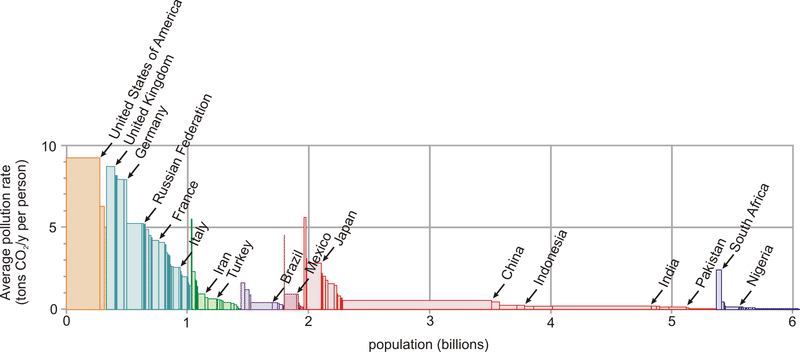 United States of America
United Kingdom
Germany
Russian Federation
France
Italy
Iran
Turkey
Brazil
Mexico
Japan
China
Indonesia
India
Pakistan
South Africa
Nigeria
Average pollution rate
(tons CO₂/y per person)
10
5
0
0
1
2
3
4
5
6
population (billions)